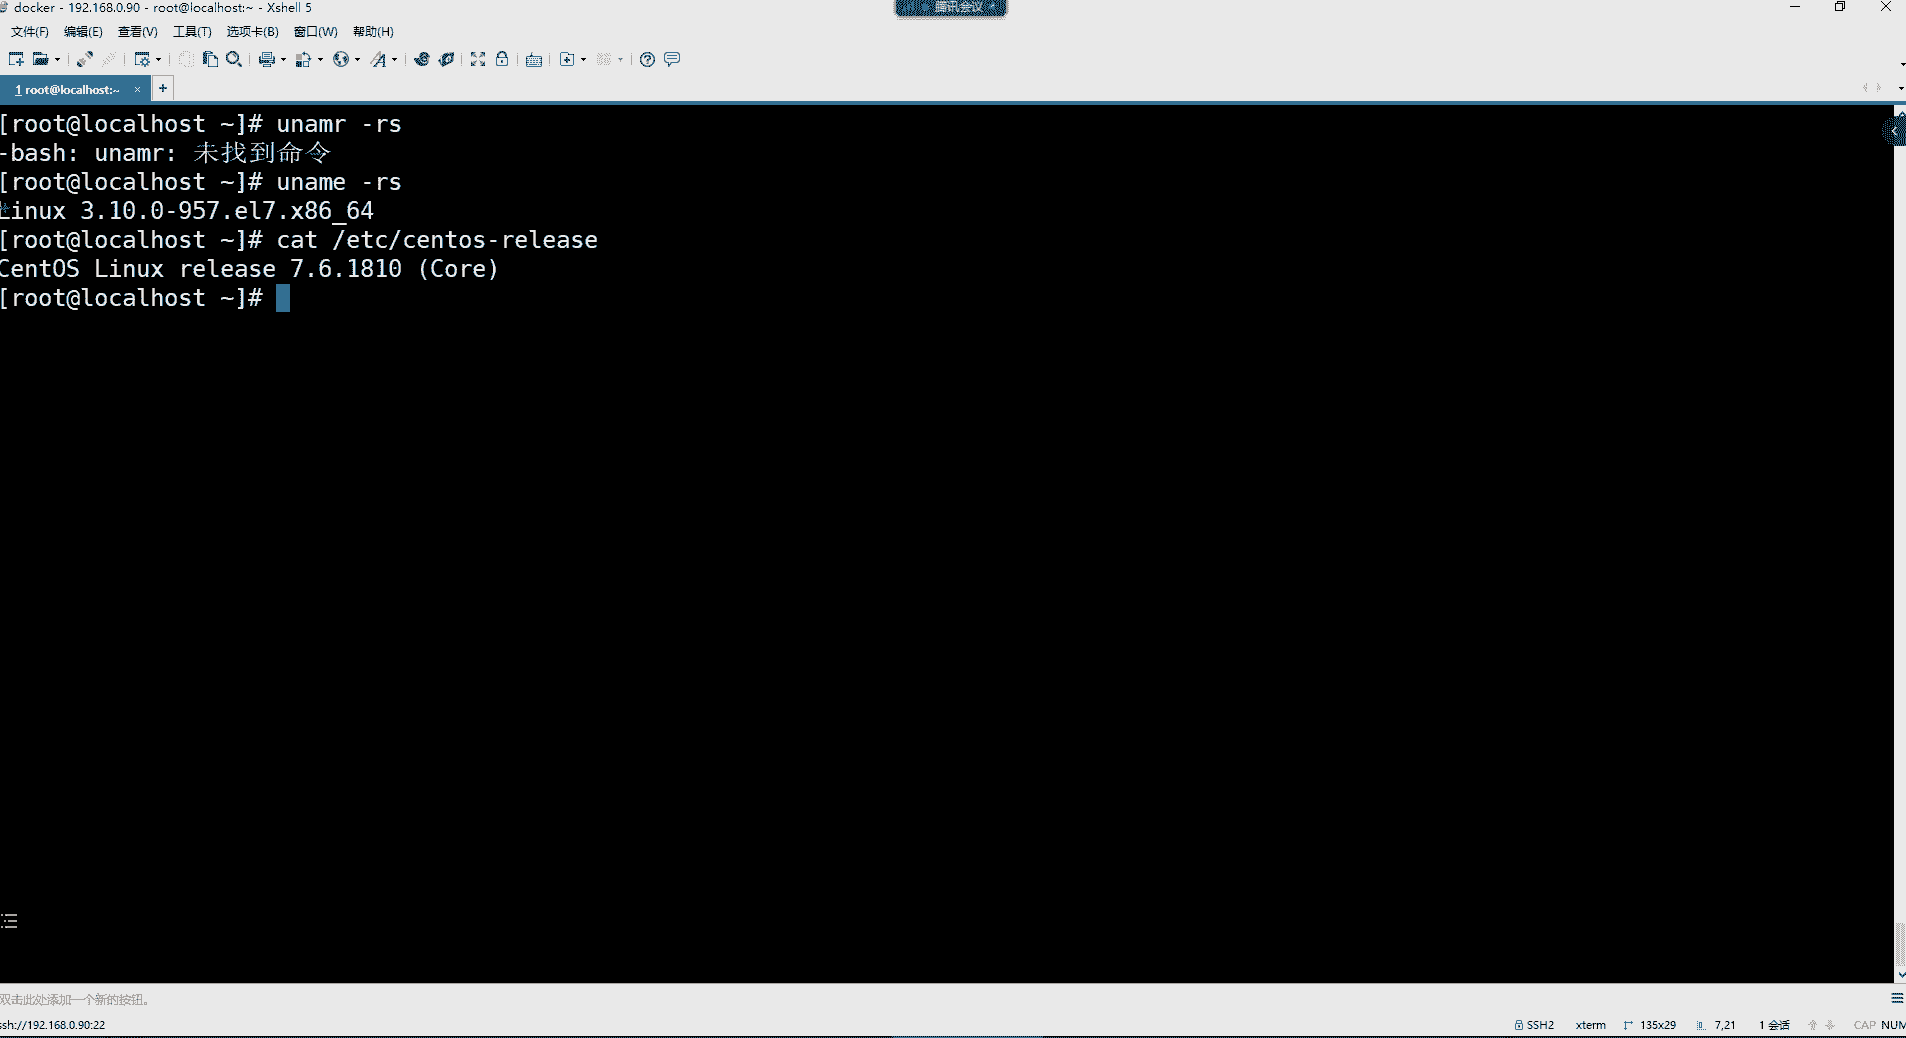 docker - 192.168.0.90 - root@localhost:~ - Xshell 5
腾讯会议
文件(F) 编辑(E) 查看(V) 工具(T) 选项卡(B) 窗口(W) 帮助(H)
1 root@localhost:~ × +
[root@localhost ~]# unamr -rs
-bash: unamr: 未找到命令
[root@localhost ~]# uname -rs
Linux 3.10.0-957.el7.x86_64
[root@localhost ~]# cat /etc/centos-release
CentOS Linux release 7.6.1810 (Core)
[root@localhost ~]#
双击此处添加一个新的按钮。
ssh://192.168.0.90:22 SSH2 xterm 135x29 7,21 1 会话 CAP NUM